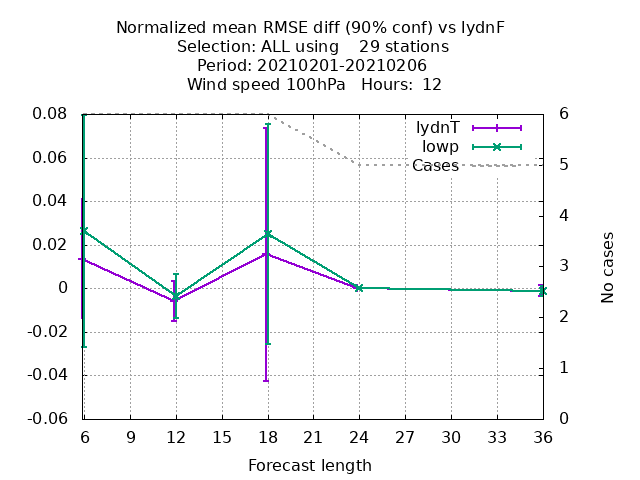 Normalized mean RMSE diff (90% conf) vs lydnF
Selection: ALL using    29 stations
Period: 20210201-20210206
Wind speed 100hPa   Hours:  12
0.08
0.06
0.04
0.02
0
-0.02
-0.04
-0.06
lydnT
lowp
Cases
6
5
4
3
2
1
0
No cases
6 9 12 15 18 21 24 27 30 33 36
Forecast length